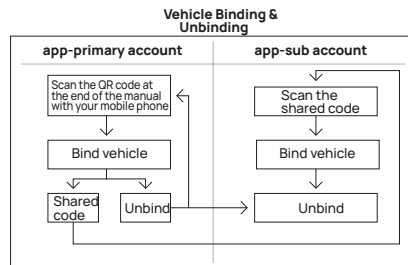 Vehicle Binding &
Unbinding
app-primary account
app-sub account
Scan the QR code at
the end of the manual
with your mobile phone
Scan the
shared code
Bind vehicle
Bind vehicle
Shared
code
Unbind
Unbind